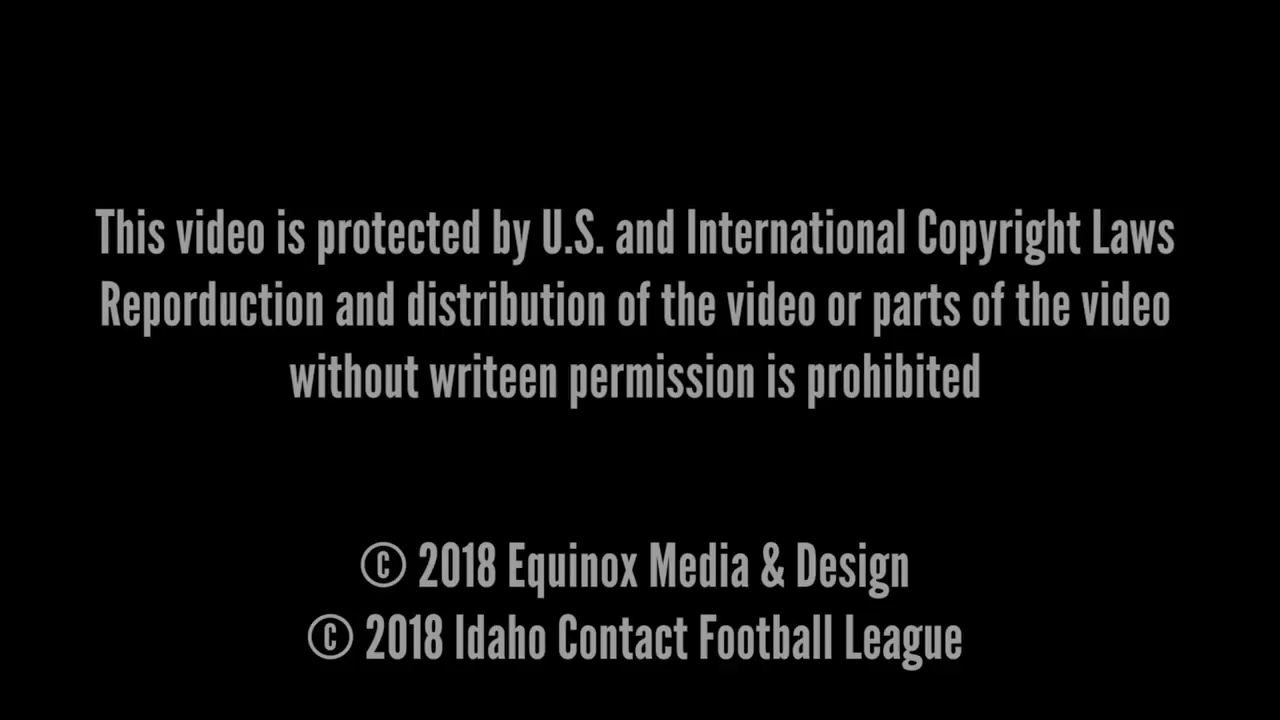 This video is protected by U.S. and International Copyright Laws
Reporduction and distribution of the video or parts of the video
without writeen permission is prohibited
© 2018 Equinox Media & Design
© 2018 Idaho Contact Football League